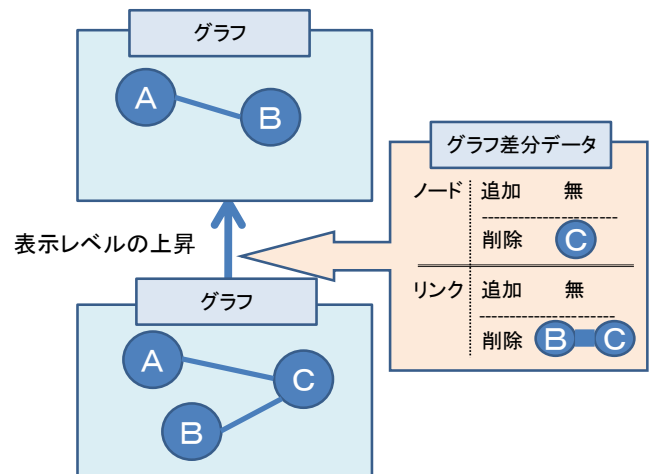 グラフ
A
B
グラフ差分データ
ノード 追加 無
削除 C
リンク 追加 無
削除 B C
表示レベルの上昇
グラフ
A
C
B